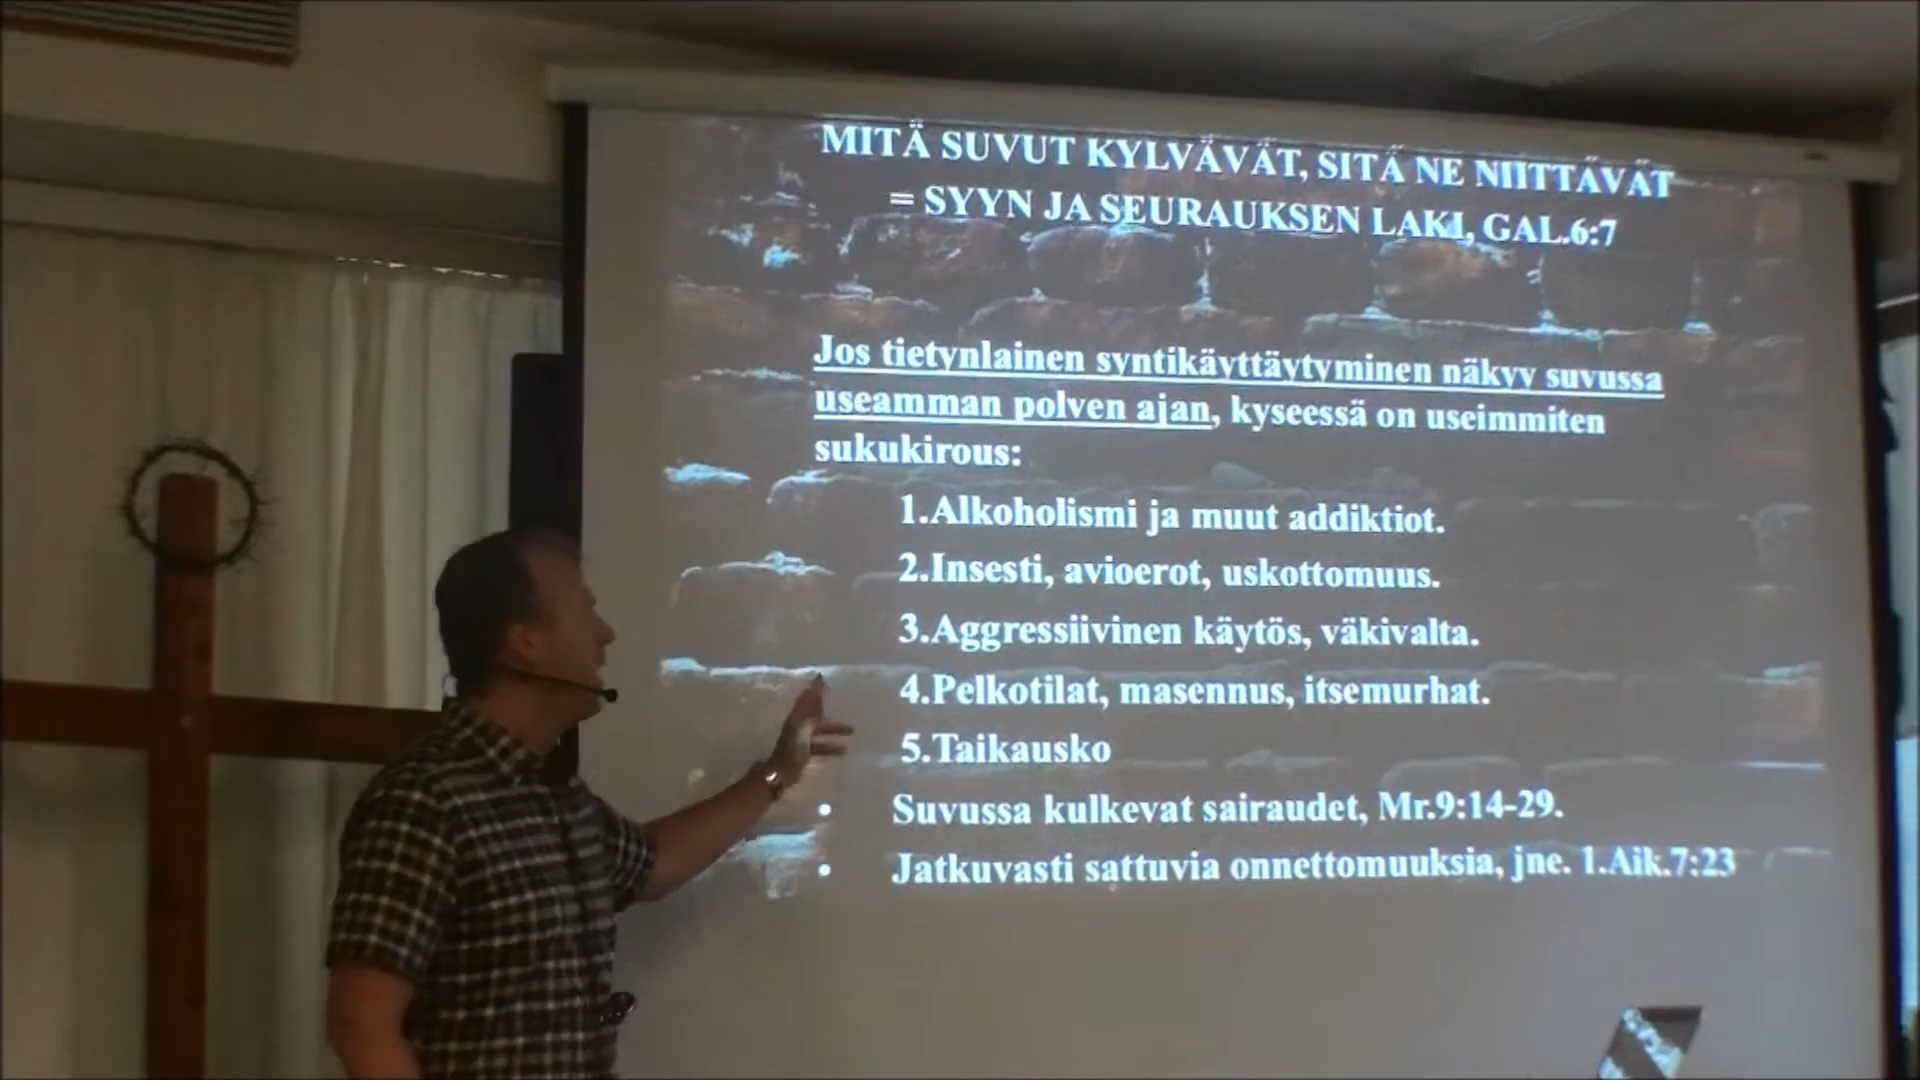 MITÄ SUVUT KYLVÄVÄT, SITÄ NE NIITTÄVÄT
= SYYN JA SEURAUKSEN LAKI, GAL.6:7
Jos tietynlainen syntikäyttäytyminen näkyy suvussa
useamman polven ajan, kyseessä on useimmiten
sukukirous:
1.Alkoholismi ja muut addiktiot.
2.Insesti, avioerot, uskottomuus.
3.Aggressiivinen käytös, väkivalta.
4.Pelkotilat, masennus, itsemurhat.
5.Taikausko
• Suvussa kulkevat sairaudet, Mr.9:14-29.
• Jatkuvasti sattuvia onnettomuuksia, jne. 1.Aik.7:23